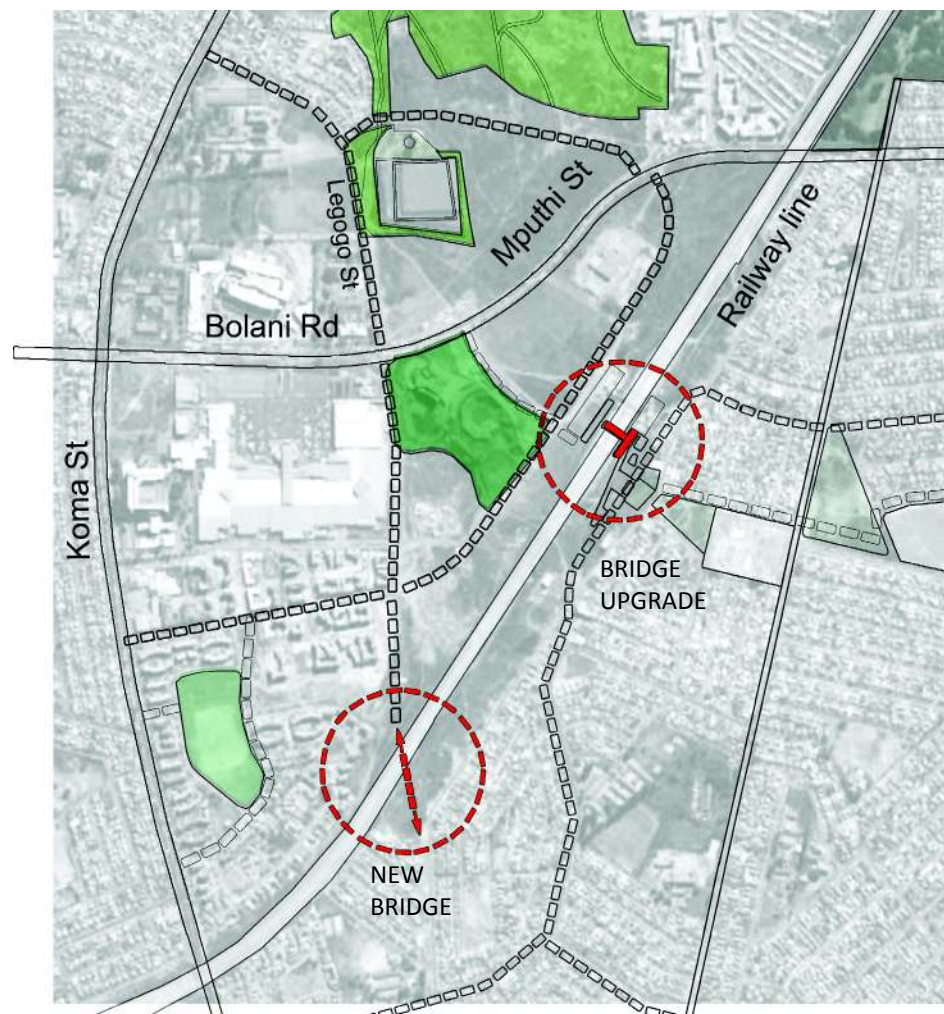 Legogo St
Mputhi St
Railway line
Bolani Rd
Koma St
BRIDGE
UPGRADE
NEW
BRIDGE